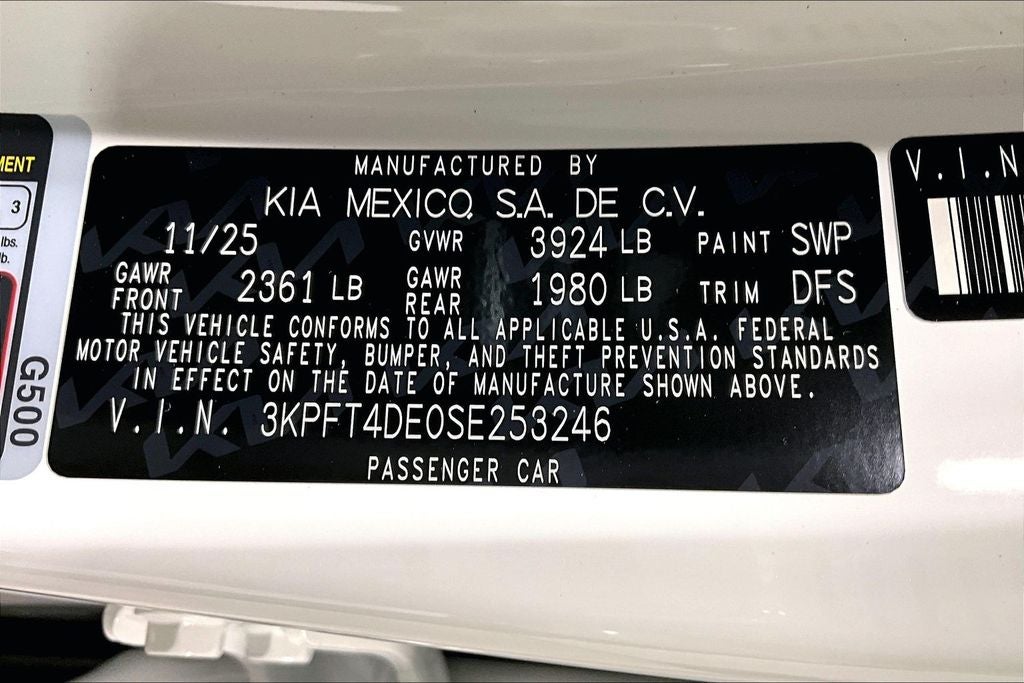 MENT
3
lbs.
lb.
G500
MANUFACTURED BY
KIA MEXICO, S.A. DE C.V.
11/25 GVWR 3924 LB PAINT SWP
GAWR FRONT 2361 LB GAWR REAR 1980 LB TRIM DFS
THIS VEHICLE CONFORMS TO ALL APPLICABLE U.S.A. FEDERAL
MOTOR VEHICLE SAFETY, BUMPER, AND THEFT PREVENTION STANDARDS
IN EFFECT ON THE DATE OF MANUFACTURE SHOWN ABOVE.
V.I.N. 3KPFT4DE0SE253246
PASSENGER CAR
V.I.N